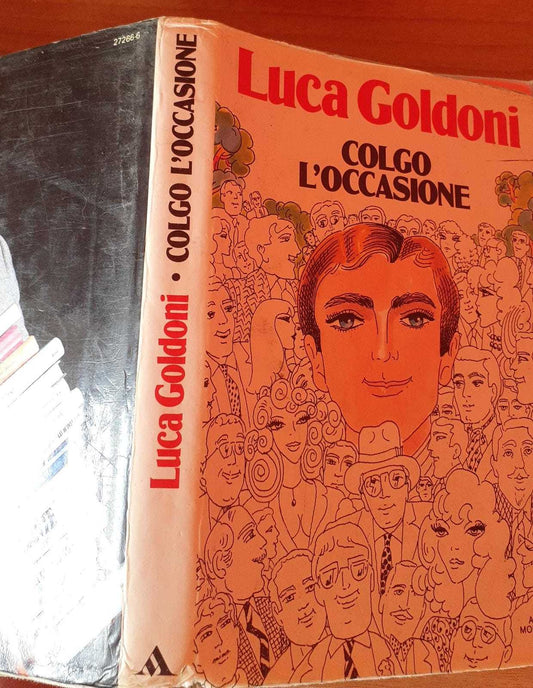 Luca Goldoni
COLGO
L'OCCASIONE
Luca Goldoni • COLGO L'OCCASIONE
27266-6